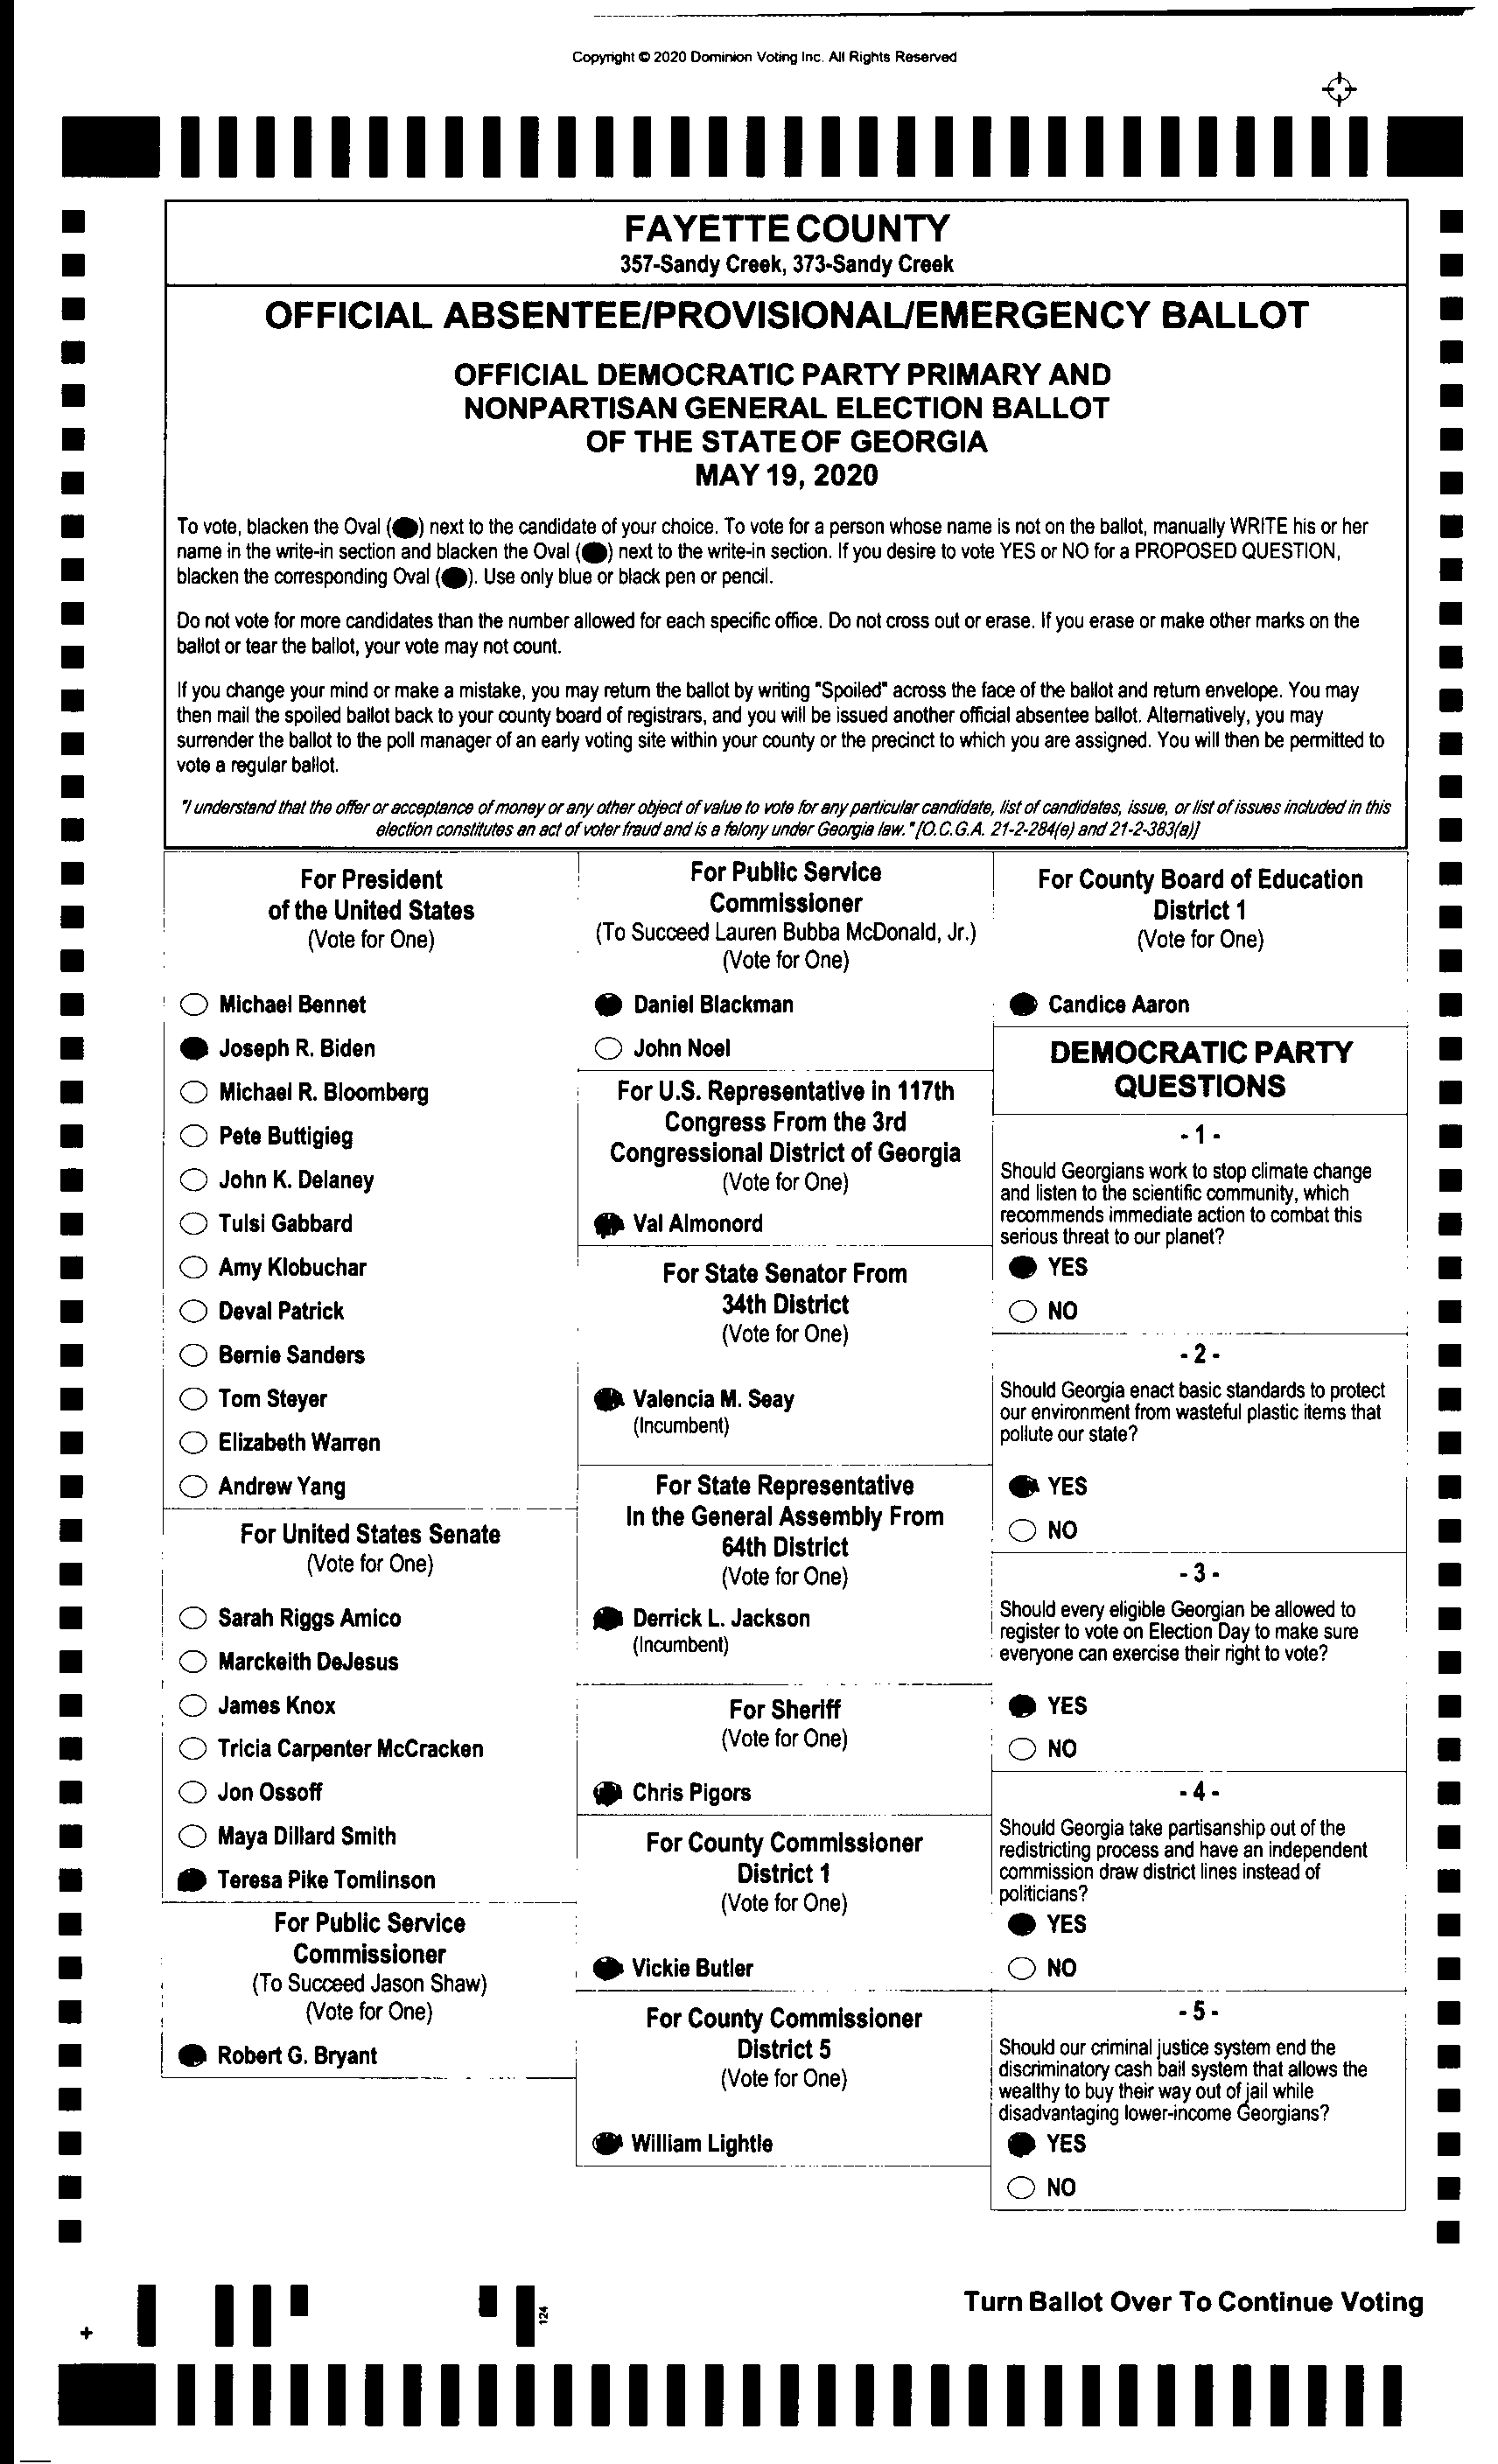 Copyright © 2020 Dominion Voting Inc. All Rights Reserved
FAYETTE COUNTY
357-Sandy Creek, 373-Sandy Creek
OFFICIAL ABSENTEE/PROVISIONAL/EMERGENCY BALLOT
OFFICIAL DEMOCRATIC PARTY PRIMARY AND
NONPARTISAN GENERAL ELECTION BALLOT
OF THE STATE OF GEORGIA
MAY 19, 2020
To vote, blacken the Oval (●) next to the candidate of your choice. To vote for a person whose name is not on the ballot, manually WRITE his or her
name in the write-in section and blacken the Oval (●) next to the write-in section. If you desire to vote YES or NO for a PROPOSED QUESTION,
blacken the corresponding Oval (●). Use only blue or black pen or pencil.
Do not vote for more candidates than the number allowed for each specific office. Do not cross out or erase. If you erase or make other marks on the
ballot or tear the ballot, your vote may not count.
If you change your mind or make a mistake, you may return the ballot by writing "Spoiled" across the face of the ballot and return envelope. You may
then mail the spoiled ballot back to your county board of registrars, and you will be issued another official absentee ballot. Alternatively, you may
surrender the ballot to the poll manager of an early voting site within your county or the precinct to which you are assigned. You will then be permitted to
vote a regular ballot.
"I understand that the offer or acceptance of money or any other object of value to vote for any particular candidate, list of candidates, issue, or list of issues included in this
election constitutes an act of voter fraud and is a felony under Georgia law." [O.C.G.A. 21-2-284(e) and 21-2-383(a)]
For President
of the United States
(Vote for One)
Michael Bennet
Joseph R. Biden
Michael R. Bloomberg
Pete Buttigieg
John K. Delaney
Tulsi Gabbard
Amy Klobuchar
Deval Patrick
Bernie Sanders
Tom Steyer
Elizabeth Warren
Andrew Yang
For United States Senate
(Vote for One)
Sarah Riggs Amico
Marckeith DeJesus
James Knox
Tricia Carpenter McCracken
Jon Ossoff
Maya Dillard Smith
Teresa Pike Tomlinson
For Public Service
Commissioner
(To Succeed Jason Shaw)
(Vote for One)
Robert G. Bryant
For Public Service
Commissioner
(To Succeed Lauren Bubba McDonald, Jr.)
(Vote for One)
Daniel Blackman
John Noel
For U.S. Representative in 117th
Congress From the 3rd
Congressional District of Georgia
(Vote for One)
Val Almonord
For State Senator From
34th District
(Vote for One)
Valencia M. Seay
(Incumbent)
For State Representative
In the General Assembly From
64th District
(Vote for One)
Derrick L. Jackson
(Incumbent)
For Sheriff
(Vote for One)
Chris Pigors
For County Commissioner
District 1
(Vote for One)
Vickie Butler
For County Commissioner
District 5
(Vote for One)
William Lightle
For County Board of Education
District 1
(Vote for One)
Candice Aaron
DEMOCRATIC PARTY
QUESTIONS
- 1 -
Should Georgians work to stop climate change
and listen to the scientific community, which
recommends immediate action to combat this
serious threat to our planet?
YES
NO
- 2 -
Should Georgia enact basic standards to protect
our environment from wasteful plastic items that
pollute our state?
YES
NO
- 3 -
Should every eligible Georgian be allowed to
register to vote on Election Day to make sure
everyone can exercise their right to vote?
YES
NO
- 4 -
Should Georgia take partisanship out of the
redistricting process and have an independent
commission draw district lines instead of
politicians?
YES
NO
- 5 -
Should our criminal justice system end the
discriminatory cash bail system that allows the
wealthy to buy their way out of jail while
disadvantaging lower-income Georgians?
YES
NO
124
Turn Ballot Over To Continue Voting